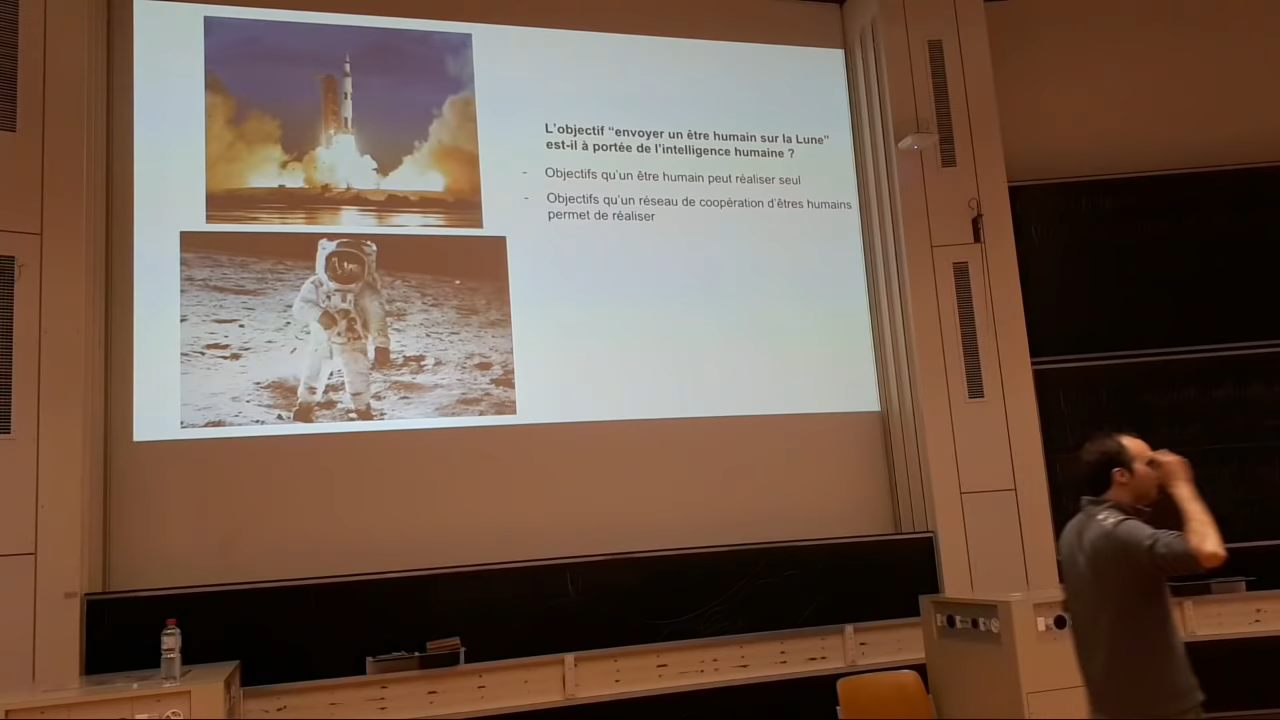 L'objectif "envoyer un être humain sur la Lune"
est-il à portée de l'intelligence humaine ?
- Objectifs qu'un être humain peut réaliser seul
- Objectifs qu'un réseau de coopération d'êtres humains
permet de réaliser